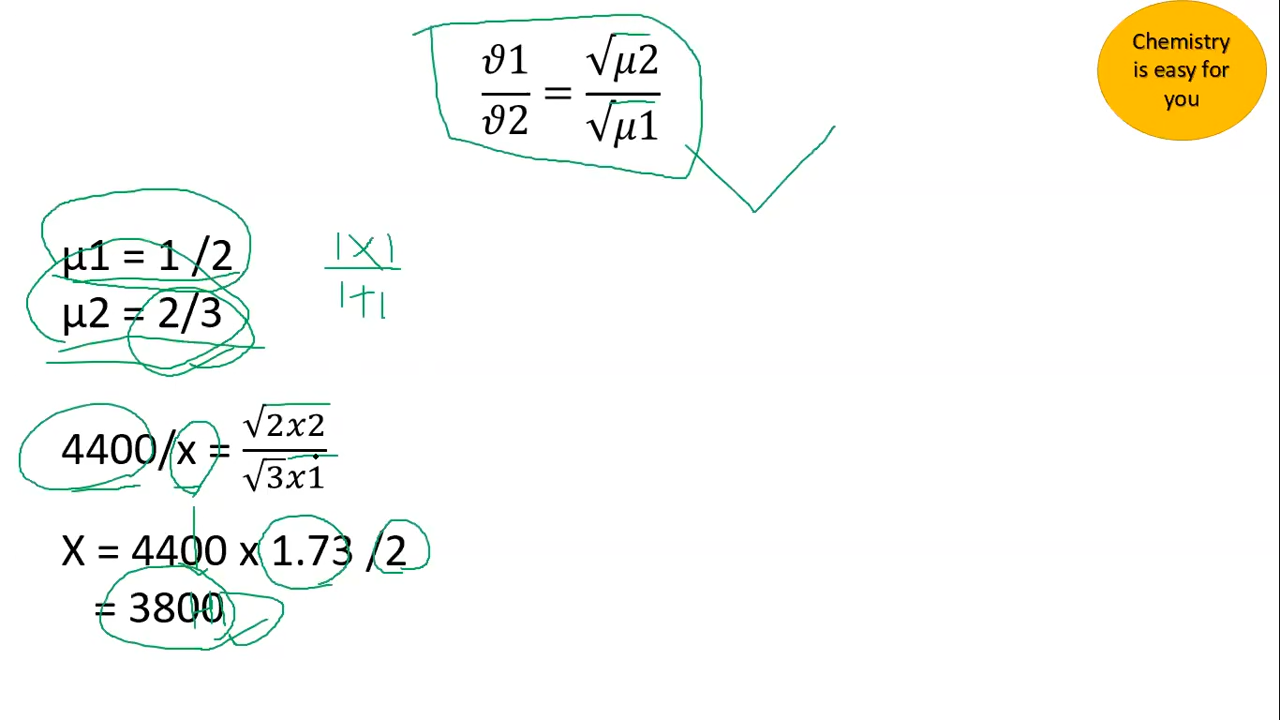 ϑ1/ϑ2 = √μ2/√μ1
Chemistry
is easy for
you
μ1 = 1 /2
μ2 = 2/3
1X1
1+1
4400/x = √2x2/√3x1
X = 4400 x 1.73 /2
= 3800